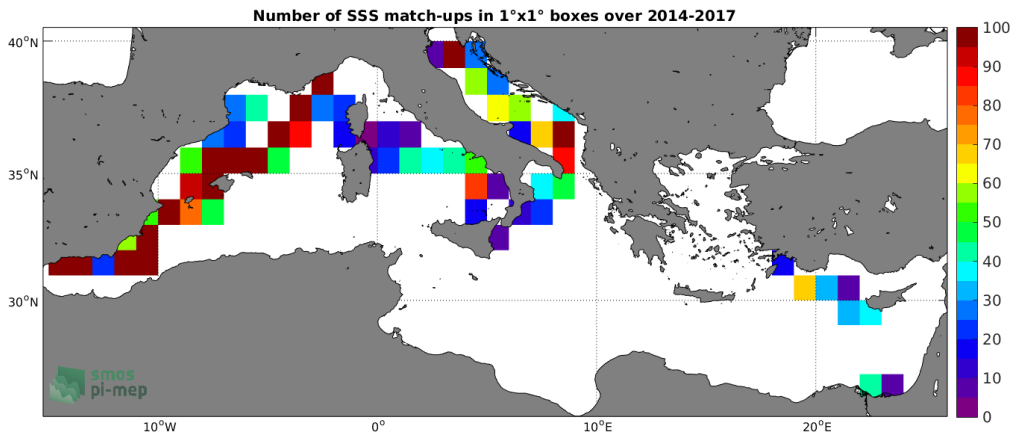 Number of SSS match-ups in 1°x1° boxes over 2014-2017
40°N
35°N
30°N
10°W
0°
10°E
20°E
100
90
80
70
60
50
40
30
20
10
0
smos
pi-mep